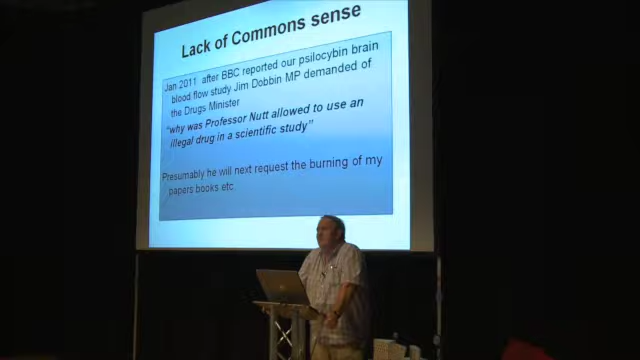 Lack of Commons sense
Jan 2011 after BBC reported our psilocybin brain
blood flow study Jim Dobbin MP demanded of
the Drugs Minister
"why was Professor Nutt allowed to use an
illegal drug in a scientific study"
Presumably he will next request the burning of my
papers books etc